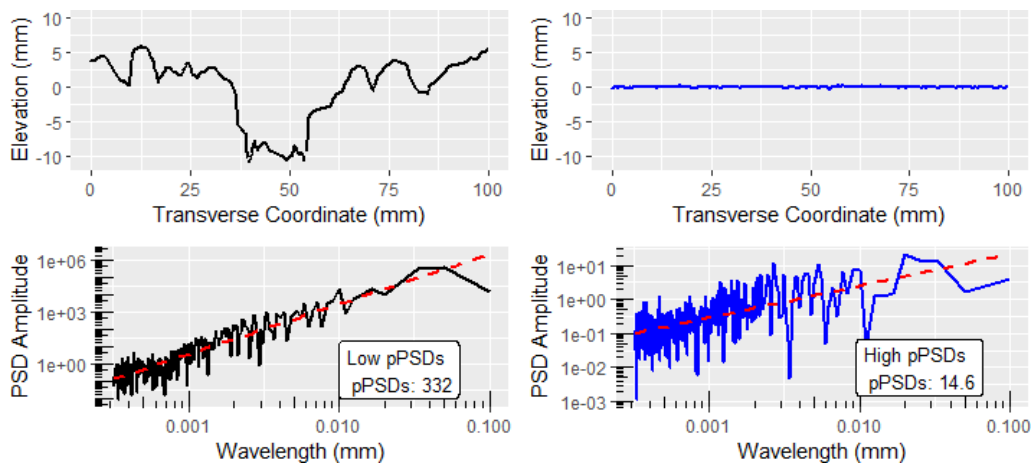 Elevation (mm)
10
5
0
-5
-10
0 25 50 75 100
Transverse Coordinate (mm)
Elevation (mm)
10
5
0
-5
-10
0 25 50 75 100
Transverse Coordinate (mm)
PSD Amplitude
1e+06
1e+03
1e+00
Low pPSDs
pPSDs: 332
0.001 0.010 0.100
Wavelength (mm)
PSD Amplitude
1e+01
1e+00
1e-01
1e-02
1e-03
High pPSDs
pPSDs: 14.6
0.001 0.010 0.100
Wavelength (mm)